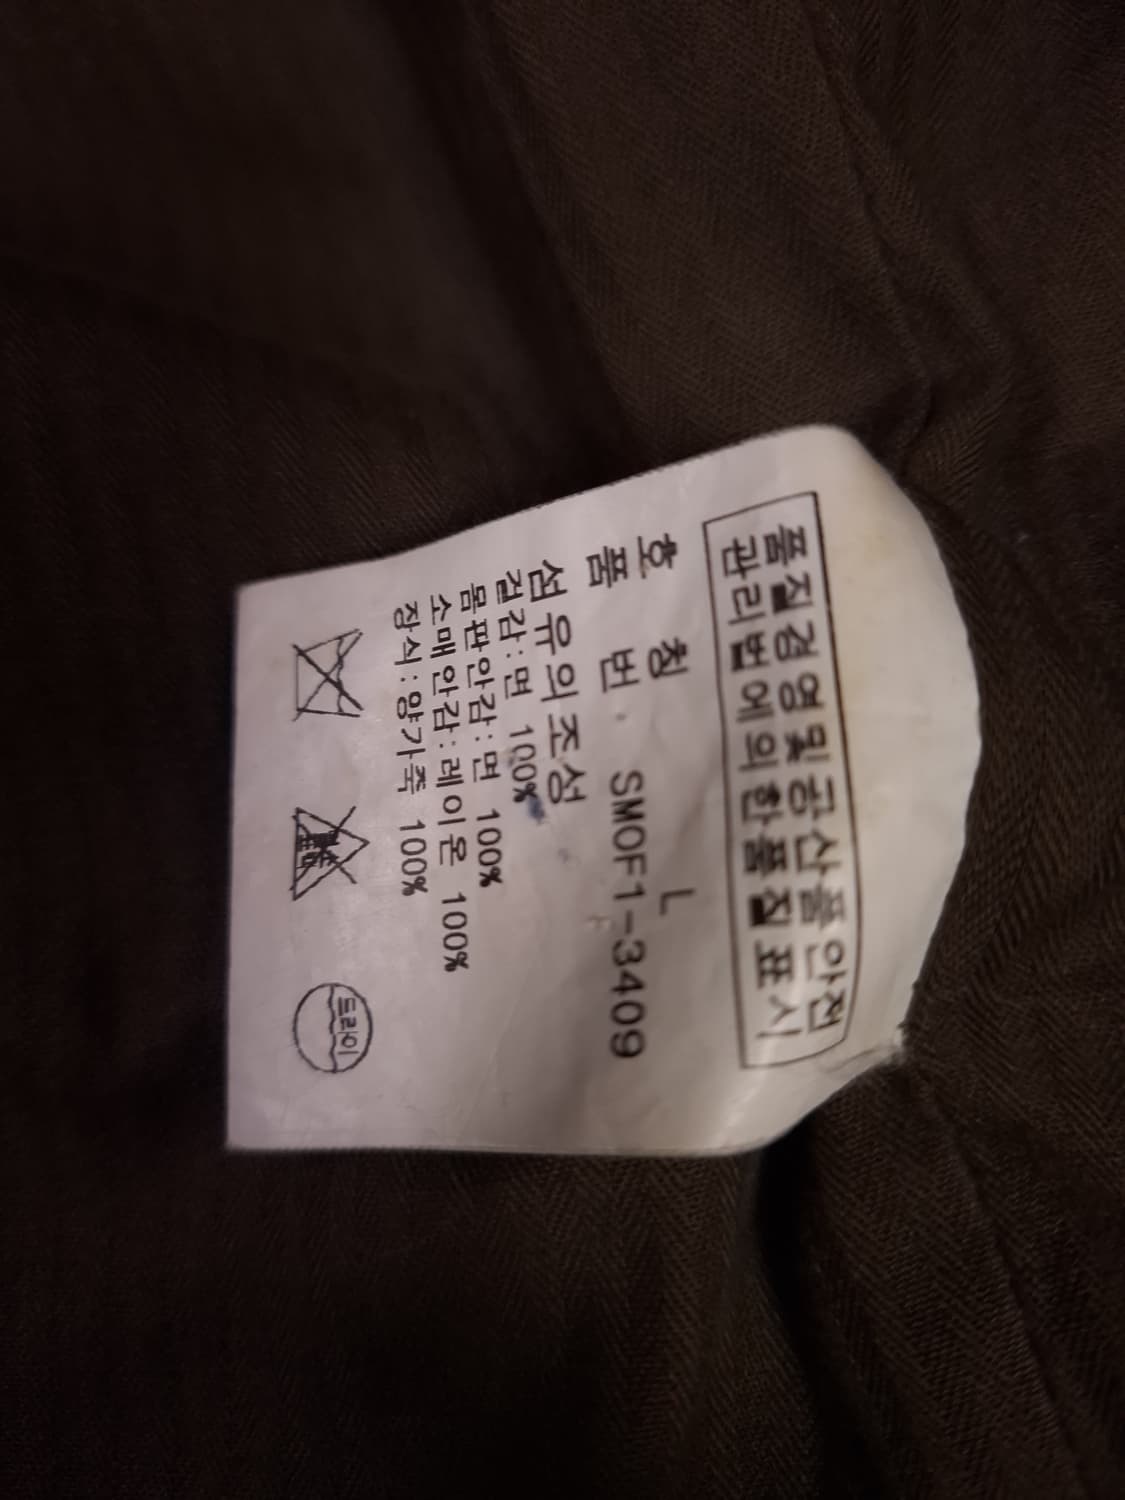 품질경영및공산품안전
관리법에의한품질표시
호 칭 L
품 번 . SMOF1-3409
섬유의조성
겉감:면 100%
몸판안감:면 100%
소매안감:레이온 100%
장식:양가죽 100%
드라이